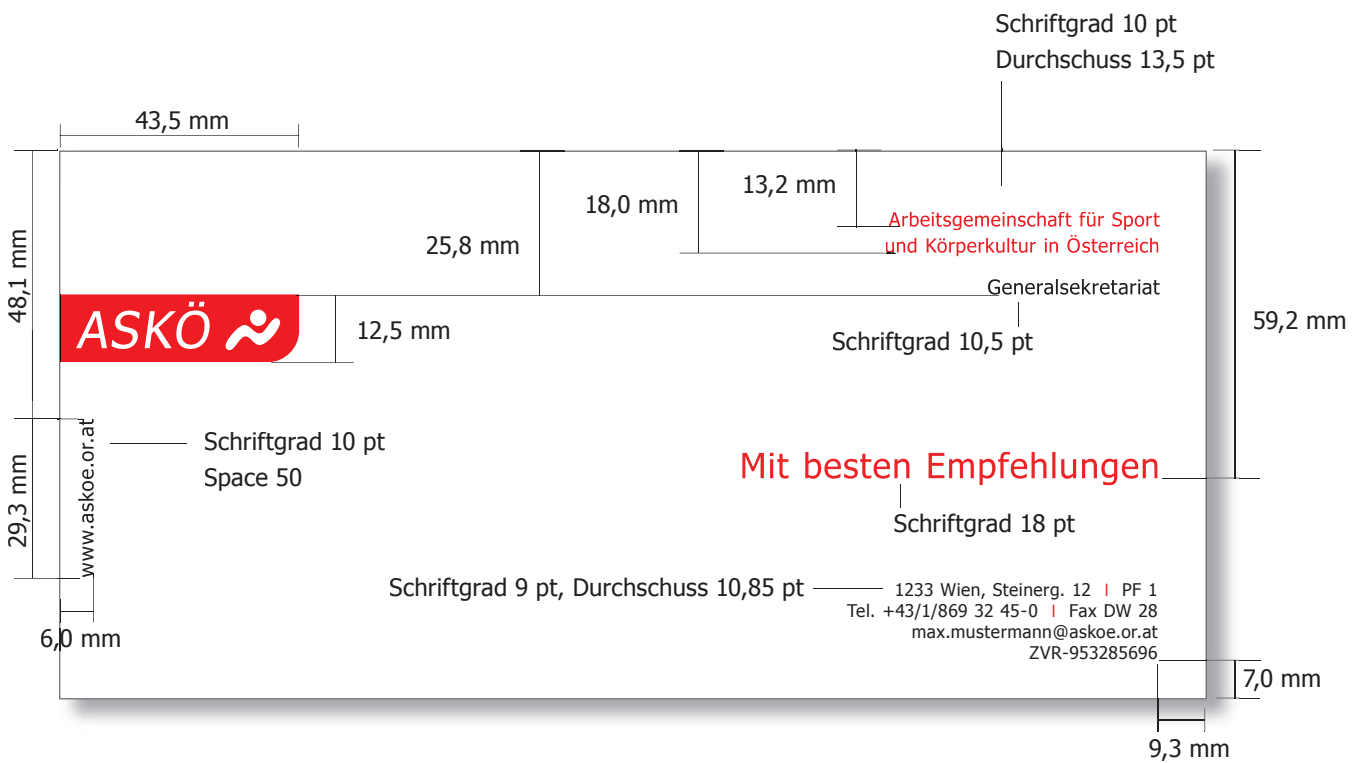 Schriftgrad 10 pt
Durchschuss 13,5 pt
43,5 mm
13,2 mm
18,0 mm
25,8 mm
Arbeitsgemeinschaft für Sport
und Körperkultur in Österreich
Generalsekretariat
48,1 mm
ASKÖ
12,5 mm
Schriftgrad 10,5 pt
59,2 mm
www.askoe.or.at
Schriftgrad 10 pt
Space 50
29,3 mm
Mit besten Empfehlungen
Schriftgrad 18 pt
Schriftgrad 9 pt, Durchschuss 10,85 pt
1233 Wien, Steinerg. 12 I PF 1
Tel. +43/1/869 32 45-0 I Fax DW 28
max.mustermann@askoe.or.at
ZVR-953285696
6,0 mm
7,0 mm
9,3 mm